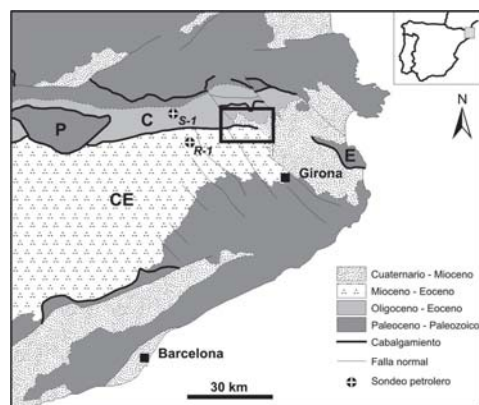 N
P
C
S-1
R-1
E
Girona
CE
Cuaternario - Mioceno
Mioceno - Eoceno
Oligoceno - Eoceno
Paleoceno - Paleozoico
Cabalgamiento
Falla normal
Sondeo petrolero
Barcelona
30 km